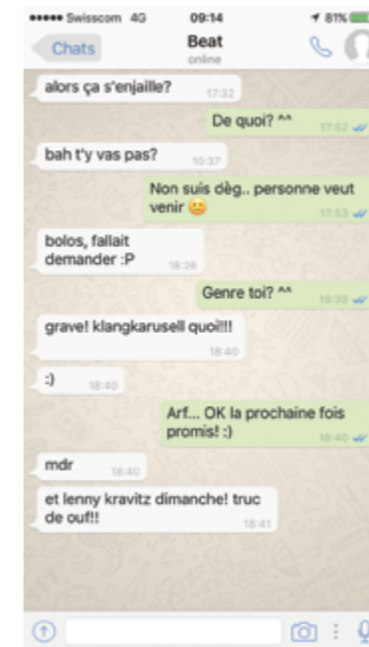 Swisscom 4G 09:14 81%
Chats Beat
online
alors ça s'enjaille? 17:32
De quoi? ^^ 17:52
bah t'y vas pas? 10:37
Non suis dèg.. personne veut
venir 😕 17:53
bolos, fallait
demander :P 18:26
Genre toi? ^^ 18:39
grave! klangkarusell quoi!!!
18:40
:) 18:40
Arf... OK la prochaine fois
promis! :) 18:40
mdr 18:40
et lenny kravitz dimanche! truc
de ouf!! 18:41